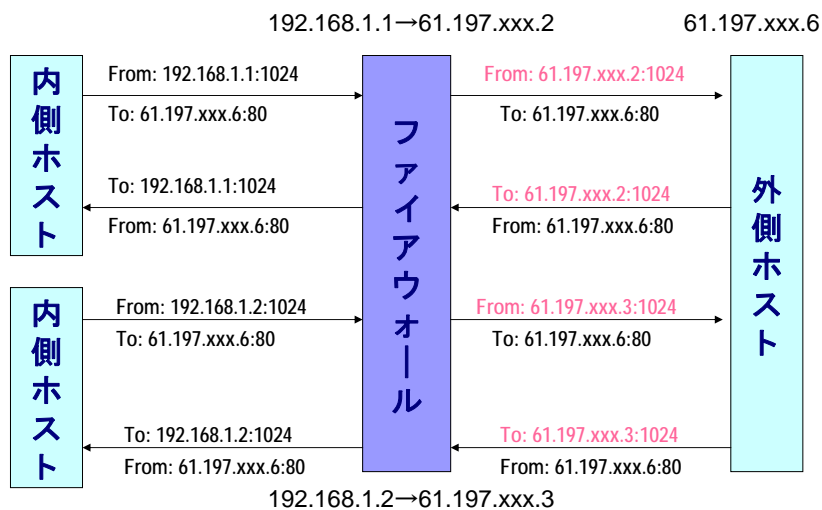 192.168.1.1→61.197.xxx.2
61.197.xxx.6
内側ホスト
From: 192.168.1.1:1024
To: 61.197.xxx.6:80
To: 192.168.1.1:1024
From: 61.197.xxx.6:80
内側ホスト
From: 192.168.1.2:1024
To: 61.197.xxx.6:80
To: 192.168.1.2:1024
From: 61.197.xxx.6:80
ファイアウォール
From: 61.197.xxx.2:1024
To: 61.197.xxx.6:80
To: 61.197.xxx.2:1024
From: 61.197.xxx.6:80
From: 61.197.xxx.3:1024
To: 61.197.xxx.6:80
To: 61.197.xxx.3:1024
From: 61.197.xxx.6:80
外側ホスト
192.168.1.2→61.197.xxx.3